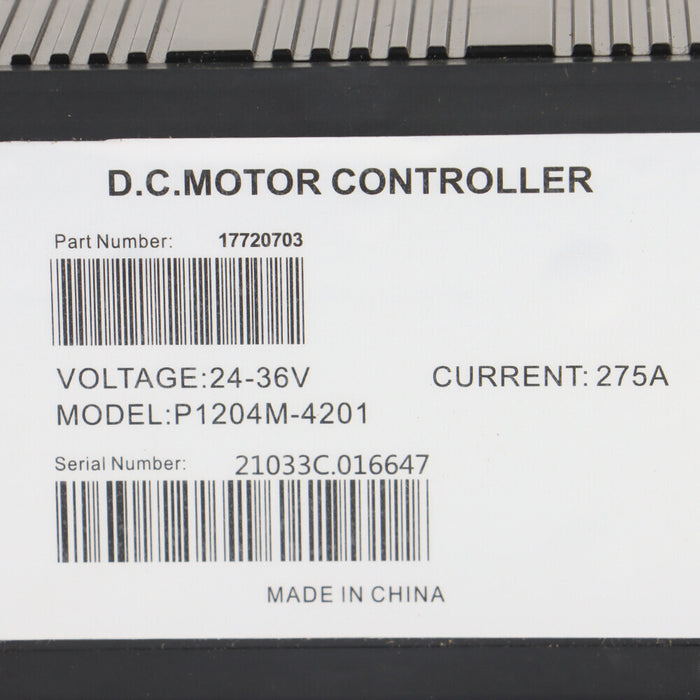 D.C.MOTOR CONTROLLER
Part Number: 17720703
VOLTAGE:24-36V CURRENT: 275A
MODEL:P1204M-4201
Serial Number: 21033C.016647
MADE IN CHINA